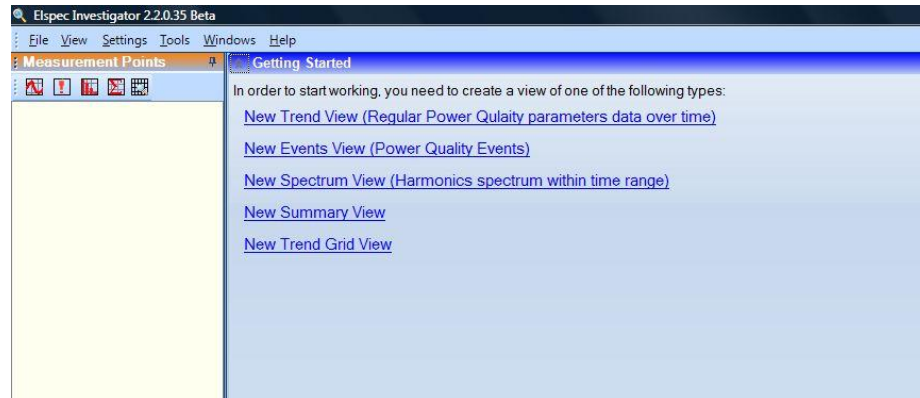 Elspec Investigator 2.2.0.35 Beta
File View Settings Tools Windows Help
Measurement Points
Getting Started
In order to start working, you need to create a view of one of the following types:
New Trend View (Regular Power Qulaity parameters data over time)
New Events View (Power Quality Events)
New Spectrum View (Harmonics spectrum within time range)
New Summary View
New Trend Grid View